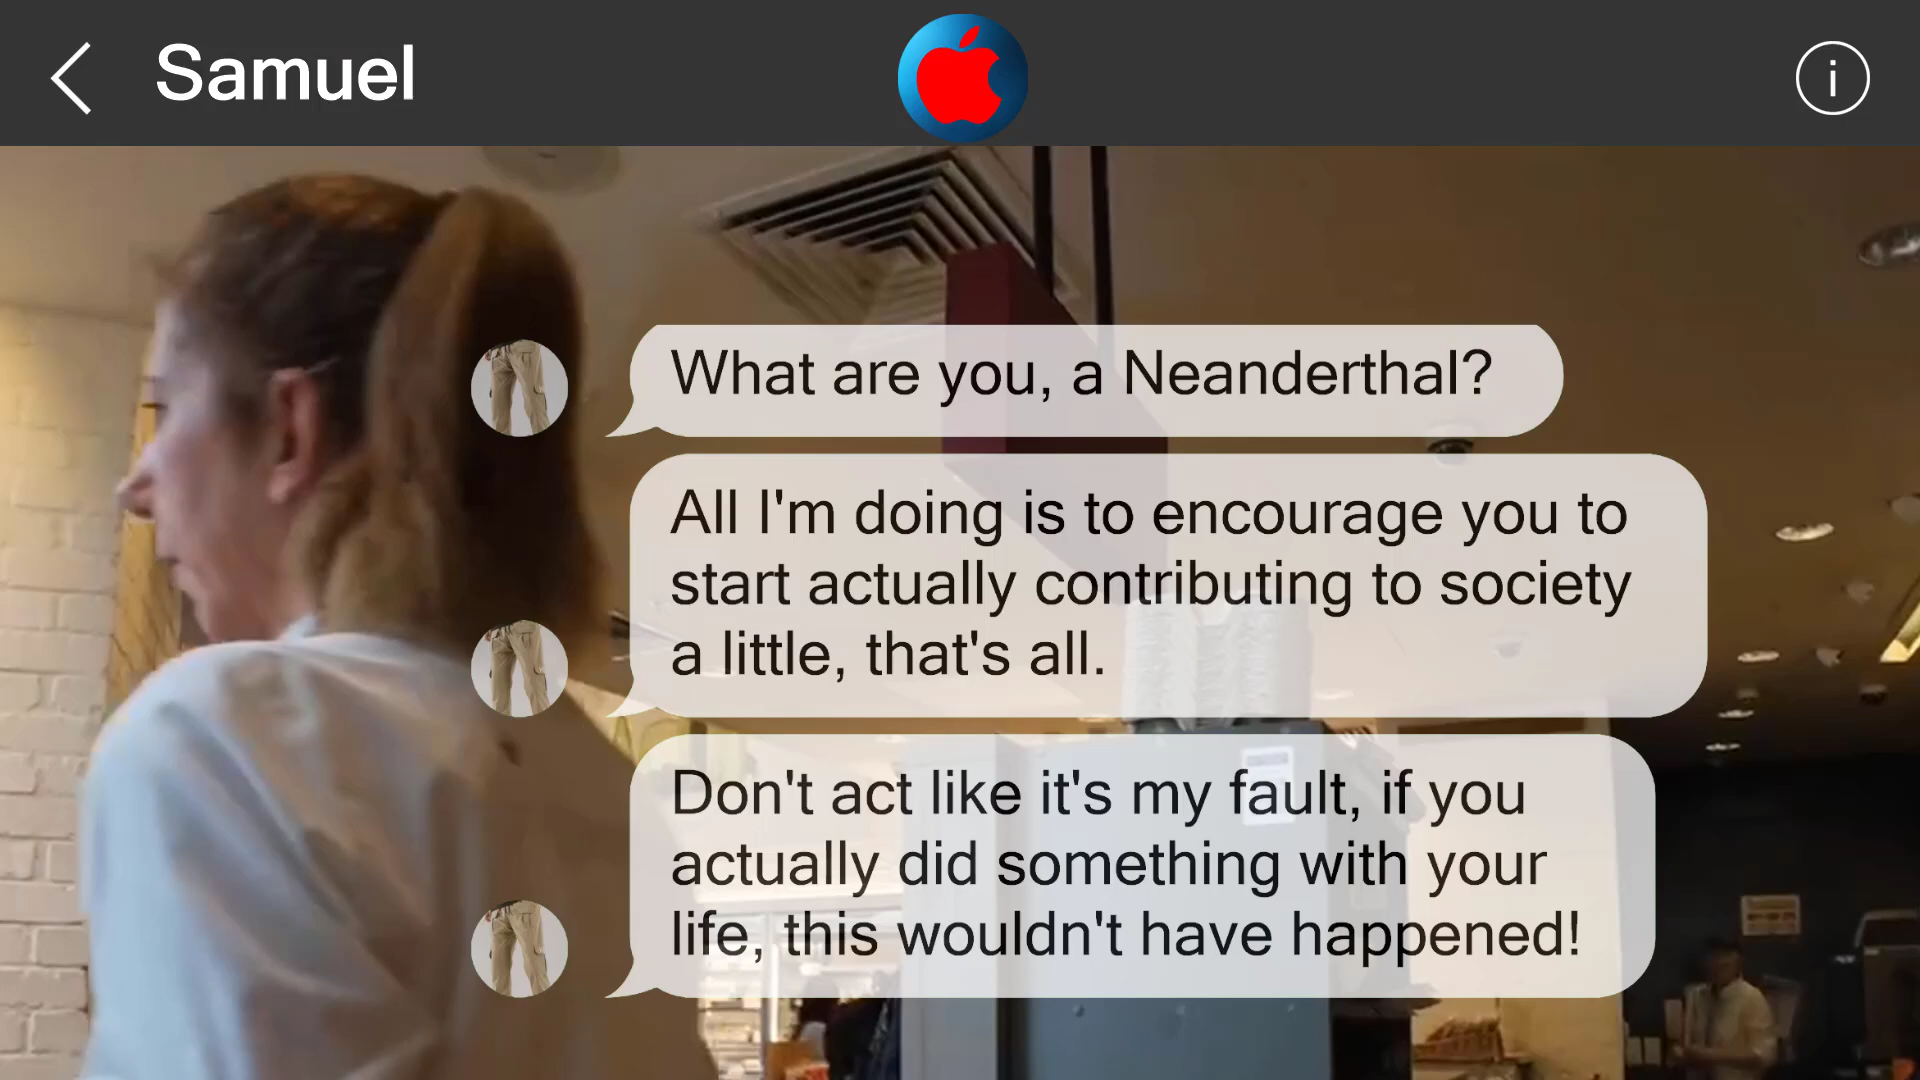 Samuel
What are you, a Neanderthal?
All I'm doing is to encourage you to
start actually contributing to society
a little, that's all.
Don't act like it's my fault, if you
actually did something with your
life, this wouldn't have happened!